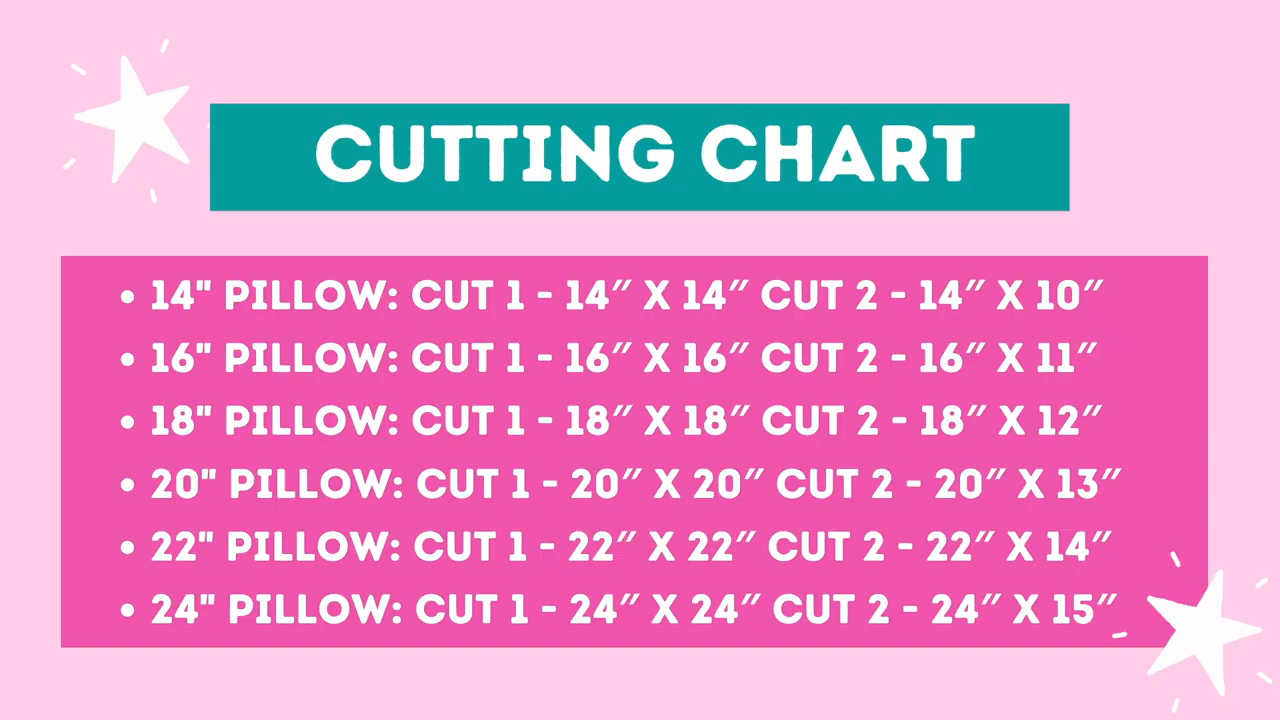 CUTTING CHART
• 14" PILLOW: CUT 1 - 14″ X 14″ CUT 2 - 14″ X 10″
• 16" PILLOW: CUT 1 - 16″ X 16″ CUT 2 - 16″ X 11″
• 18" PILLOW: CUT 1 - 18″ X 18″ CUT 2 - 18″ X 12″
• 20" PILLOW: CUT 1 - 20″ X 20″ CUT 2 - 20″ X 13″
• 22" PILLOW: CUT 1 - 22″ X 22″ CUT 2 - 22″ X 14″
• 24" PILLOW: CUT 1 - 24″ X 24″ CUT 2 - 24″ X 15″